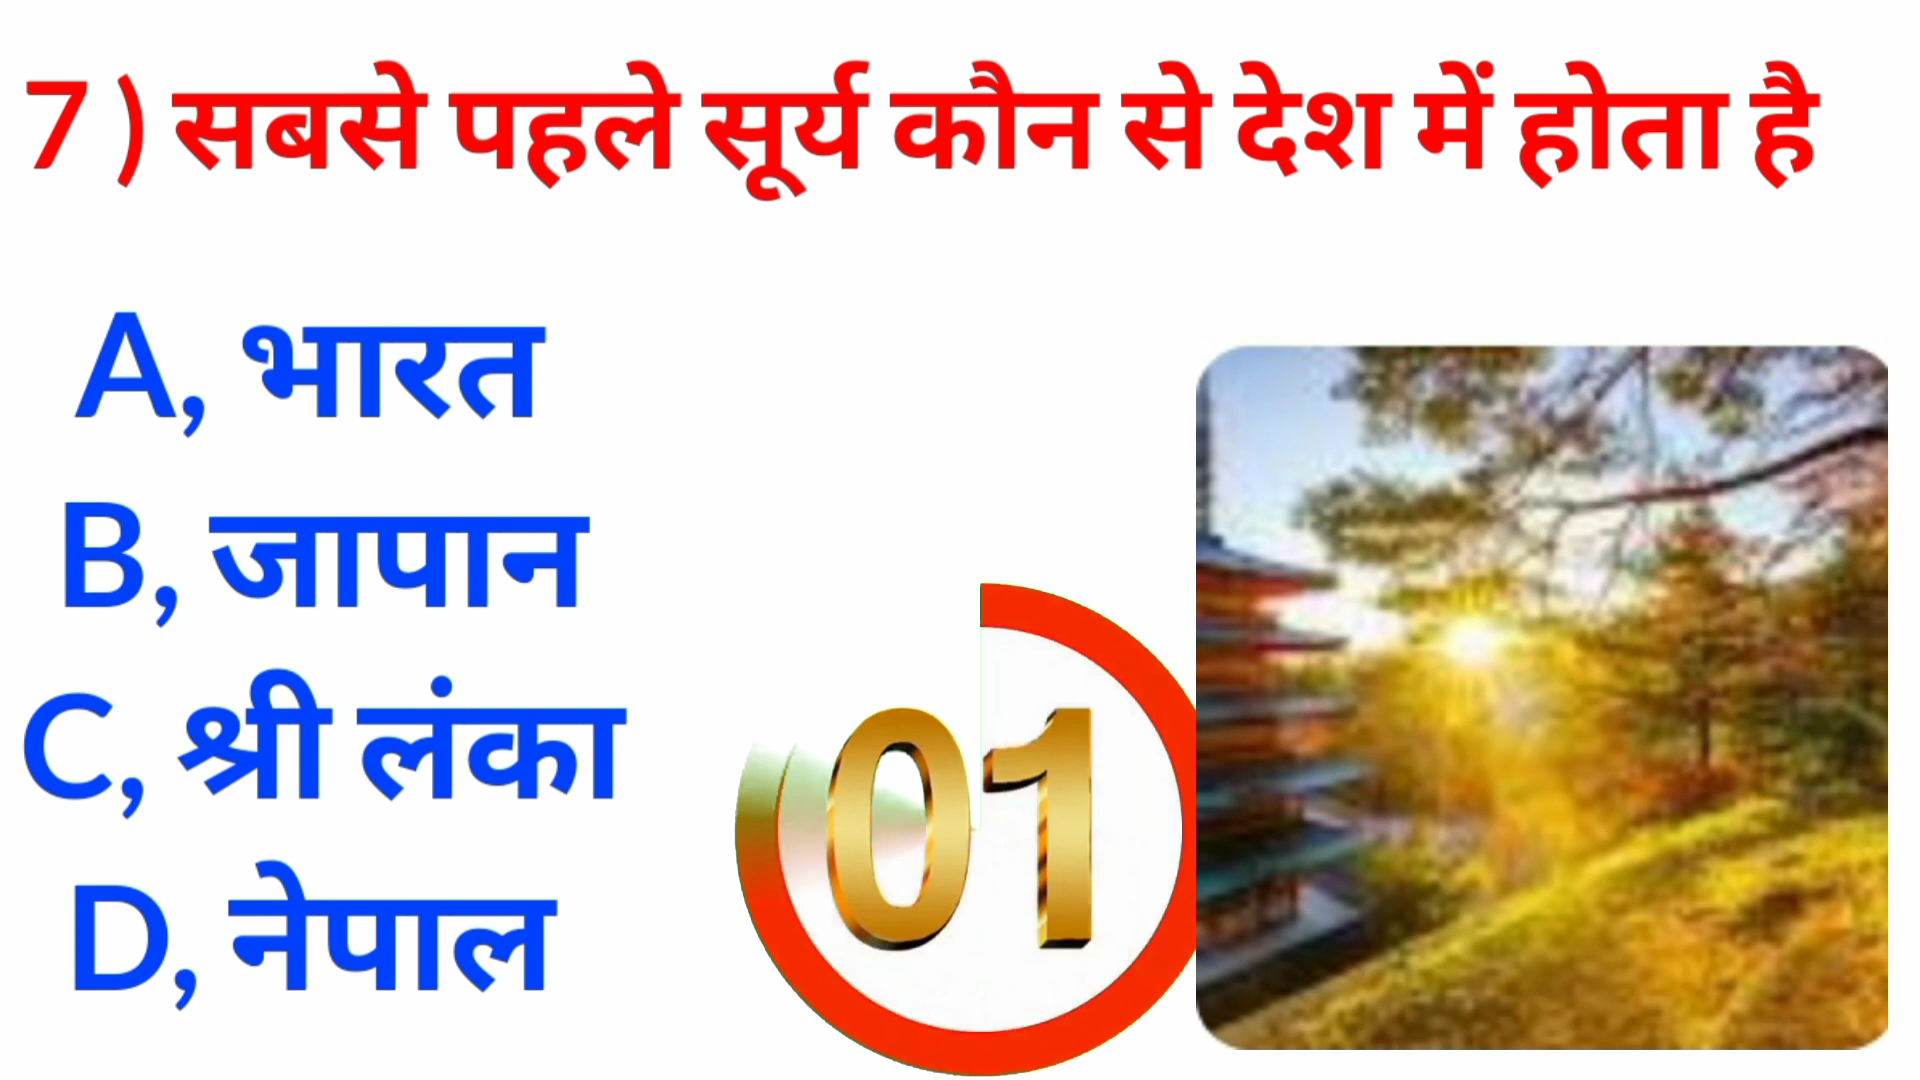 7 ) सबसे पहले सूर्य कौन से देश में होता है
A, भारत
B, जापान
C, श्री लंका
D, नेपाल
01